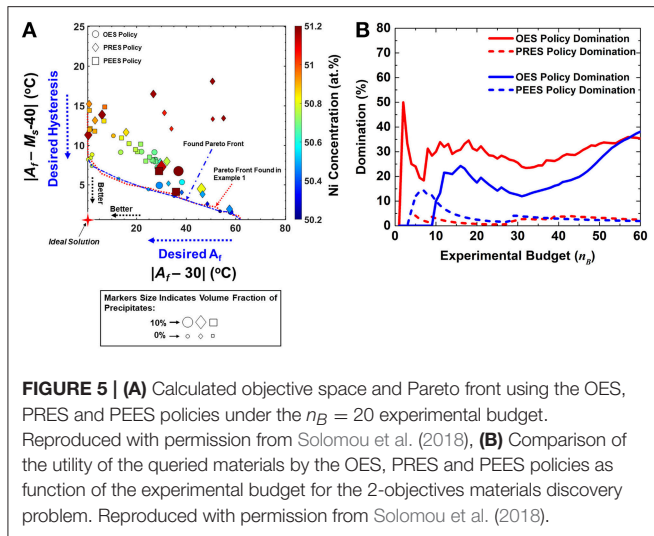 A
OES Policy
PRES Policy
PEES Policy
|A_f – M_s-40| (°C)
Desired Hysteresis
25
20
15
10
5
Better
Better
Ideal Solution
Found Pareto Front
Pareto Front Found in
Example 1
0 20 40 60 80
Desired A_f
|A_f – 30| (°C)
51.2
51
50.8
50.6
50.4
50.2
Ni Concentration (at.%)
Markers Size Indicates Volume Fraction of
Precipitates:
10%
0%
B
OES Policy Domination
PRES Policy Domination
OES Policy Domination
PEES Policy Domination
Domination (%)
80
70
60
50
40
30
20
10
0
0 10 20 30 40 50 60
Experimental Budget (n_B)
FIGURE 5 | (A) Calculated objective space and Pareto front using the OES,
PRES and PEES policies under the n_B = 20 experimental budget.
Reproduced with permission from Solomou et al. (2018), (B) Comparison of
the utility of the queried materials by the OES, PRES and PEES policies as
function of the experimental budget for the 2-objectives materials discovery
problem. Reproduced with permission from Solomou et al. (2018).